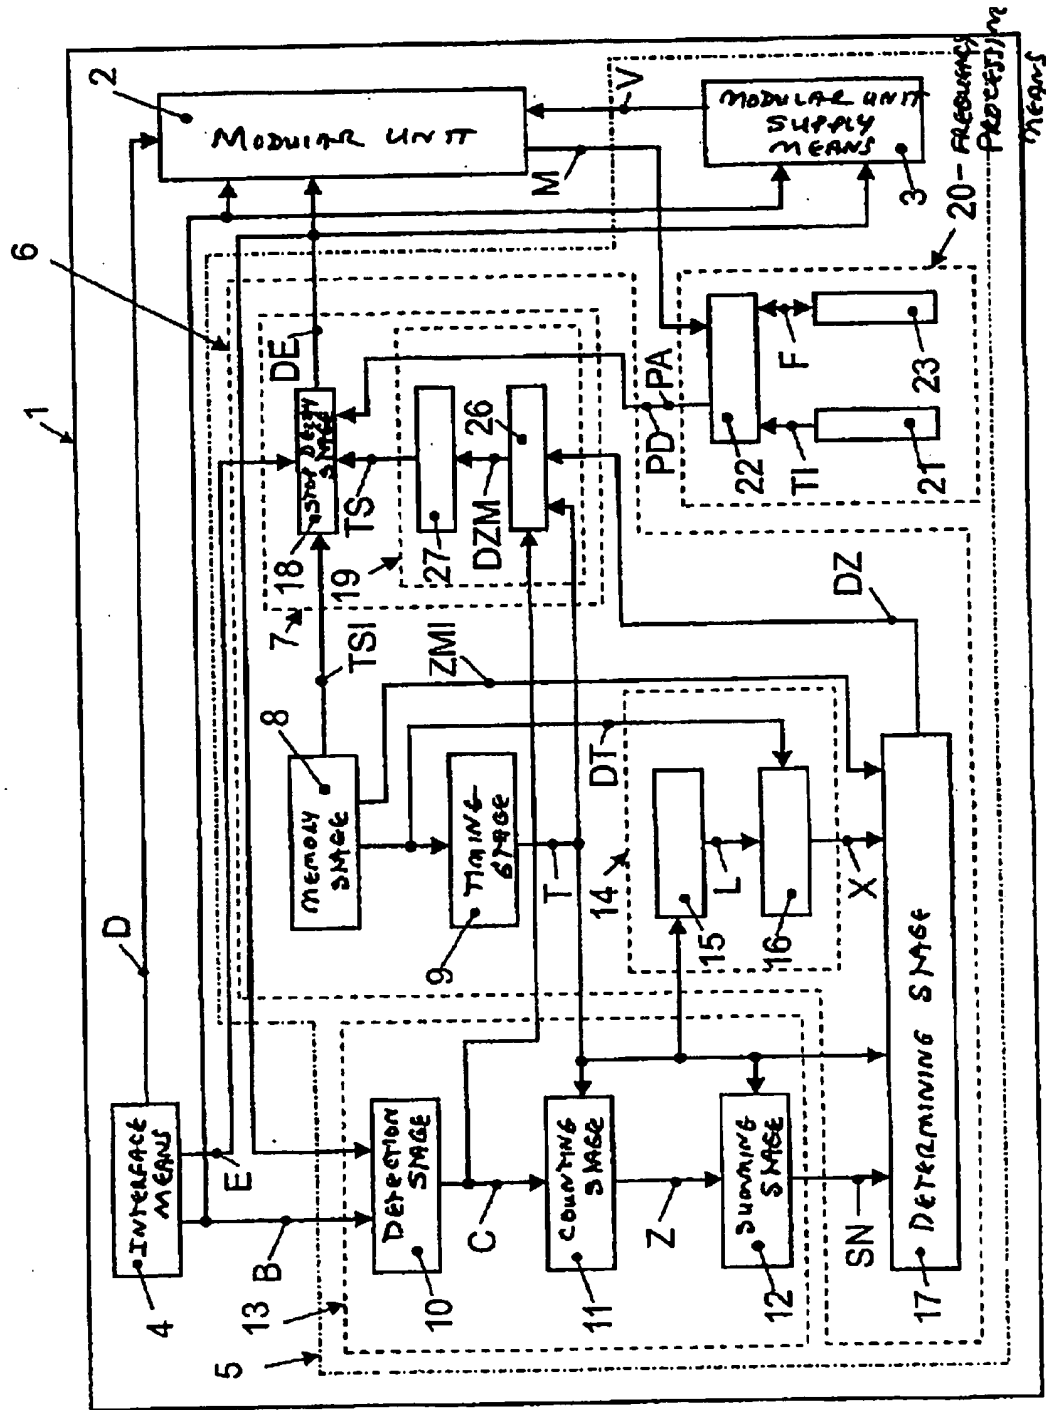 1
6
2
MODULAR UNIT
D
INTERFACE
MEANS
4
E
B
8
MEMORY
STAGE
TSI
7
18
STOP DELAY
STAGE
DE
19
TS
27
DZM
26
PD
PA
M
V
MODULAR UNIT
SUPPLY
MEANS
3
20 - FREQUENCY
PROCESSING
MEANS
22
F
TI
23
21
5
13
DETECTION
STAGE
10
C
9
TIMING
STAGE
T
ZMI
DT
DZ
COUNTING
STAGE
11
14
15
L
16
X
Z
SUMMING
STAGE
12
SN
17
DETERMINING STAGE